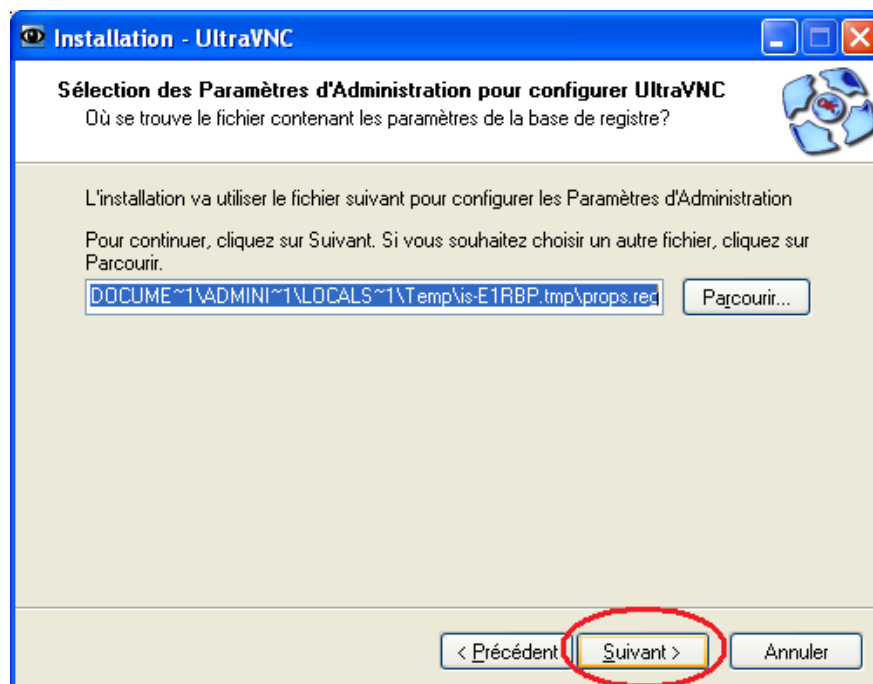 Installation - UltraVNC
Sélection des Paramètres d'Administration pour configurer UltraVNC
Où se trouve le fichier contenant les paramètres de la base de registre?
L'installation va utiliser le fichier suivant pour configurer les Paramètres d'Administration
Pour continuer, cliquez sur Suivant. Si vous souhaitez choisir un autre fichier, cliquez sur
Parcourir.
DOCUME~1\ADMINI~1\LOCALS~1\Temp\is-E1RBP.tmp\props.reg
Parcourir...
< Précédent
Suivant >
Annuler